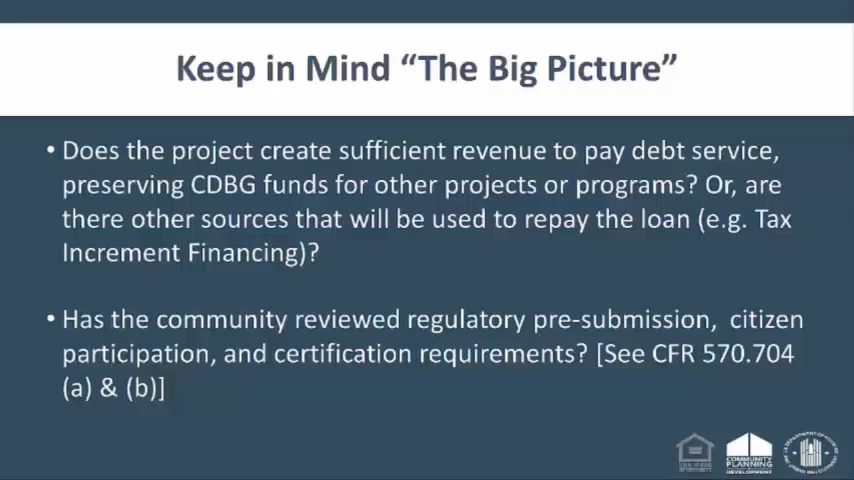 Keep in Mind “The Big Picture”
• Does the project create sufficient revenue to pay debt service,
preserving CDBG funds for other projects or programs? Or, are
there other sources that will be used to repay the loan (e.g. Tax
Increment Financing)?
• Has the community reviewed regulatory pre-submission, citizen
participation, and certification requirements? [See CFR 570.704
(a) & (b)]
COMMUNITY
PLANNING
DEVELOPMENT